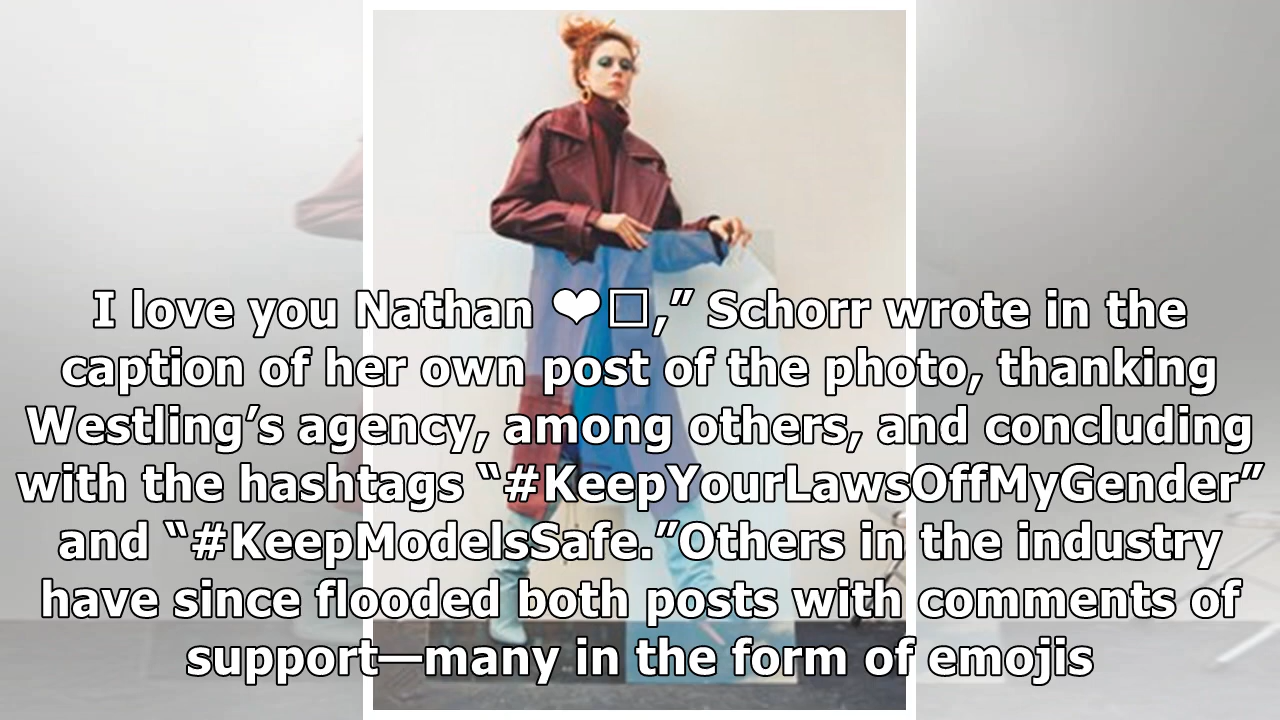 I love you Nathan ❤□,” Schorr wrote in the
caption of her own post of the photo, thanking
Westling’s agency, among others, and concluding
with the hashtags “#KeepYourLawsOffMyGender”
and “#KeepModelsSafe.”Others in the industry
have since flooded both posts with comments of
support—many in the form of emojis